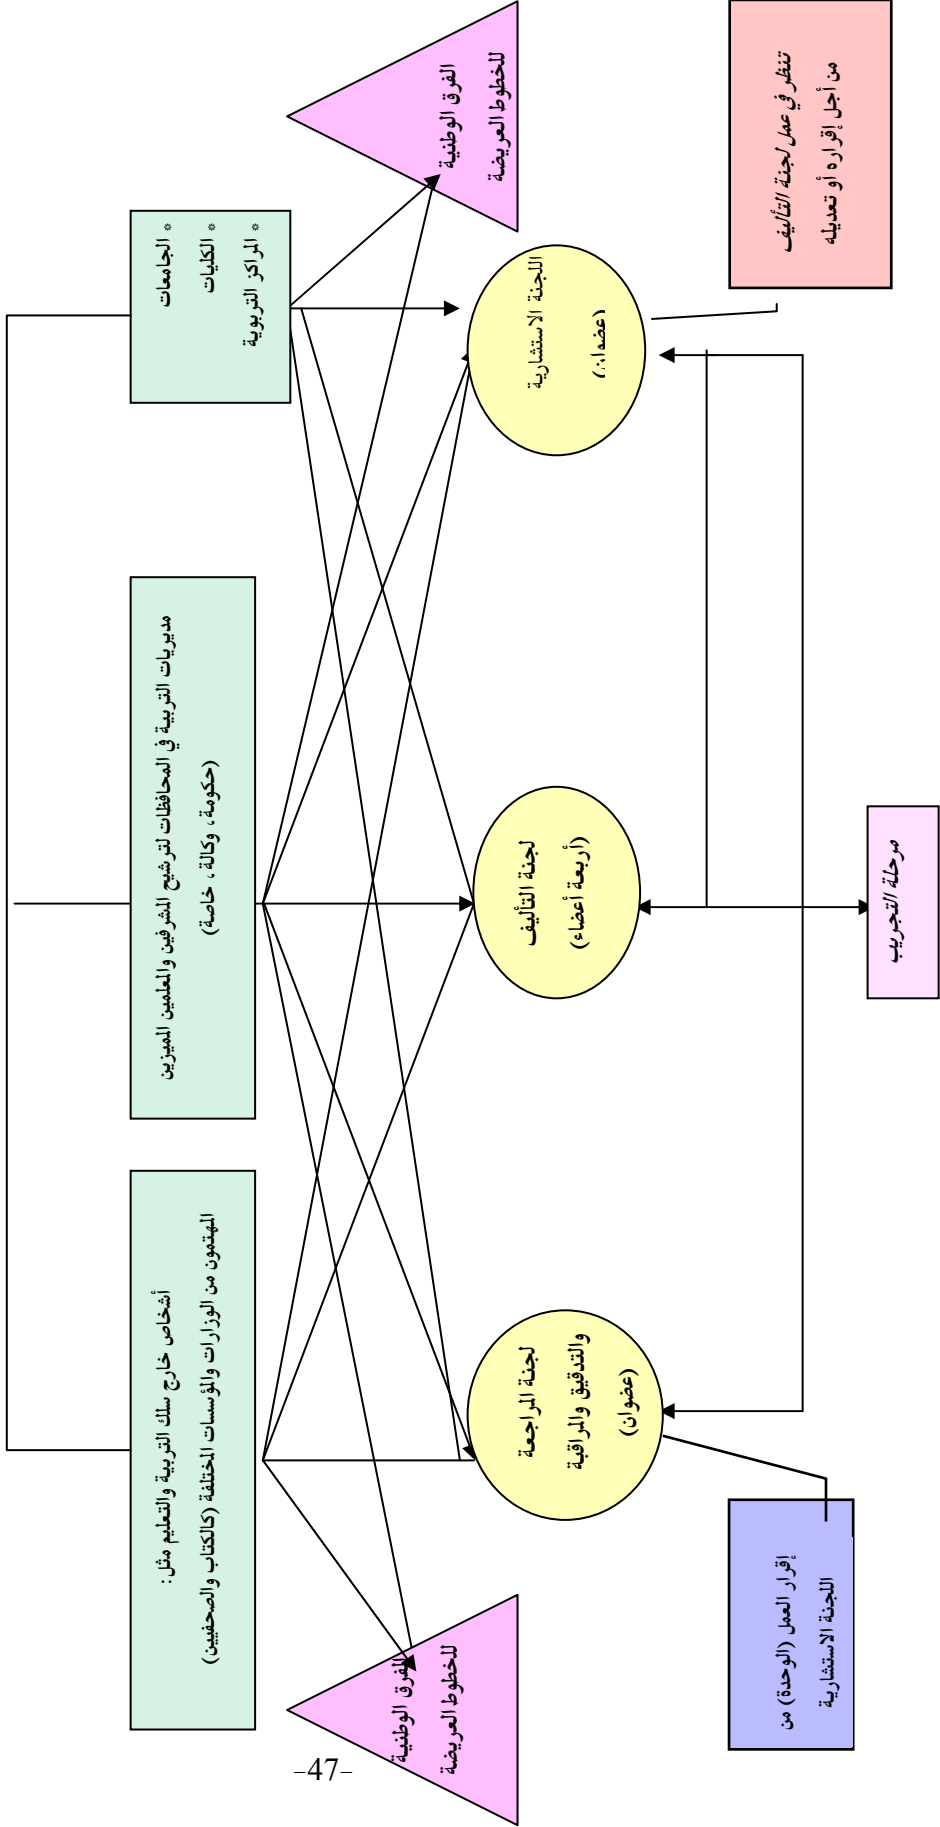 * الجامعات
* الكليات
* المراكز التربوية
مديريات التربية في المحافظات لترشيح المشرفين والمعلمين المميزين
(حكومة، وكالة، خاصة)
أشخاص خارج سلك التربية والتعليم مثل:
المهتمون من الوزارات والمؤسسات المختلفة (كالكتاب والصحفيين)
الفرق الوطنية
للخطوط العريضة
اللجنة الاستشارية
(عضوان)
لجنة التأليف
(أربعة أعضاء)
لجنة المراجعة
والتدقيق والمراقبة
(عضوان)
الفرق الوطنية
للخطوط العريضة
تنظر في عمل لجنة التأليف
من أجل إقراره أو تعديله
مرحلة التجريب
إقرار العمل (الوحدة) من
اللجنة الاستشارية
-47-